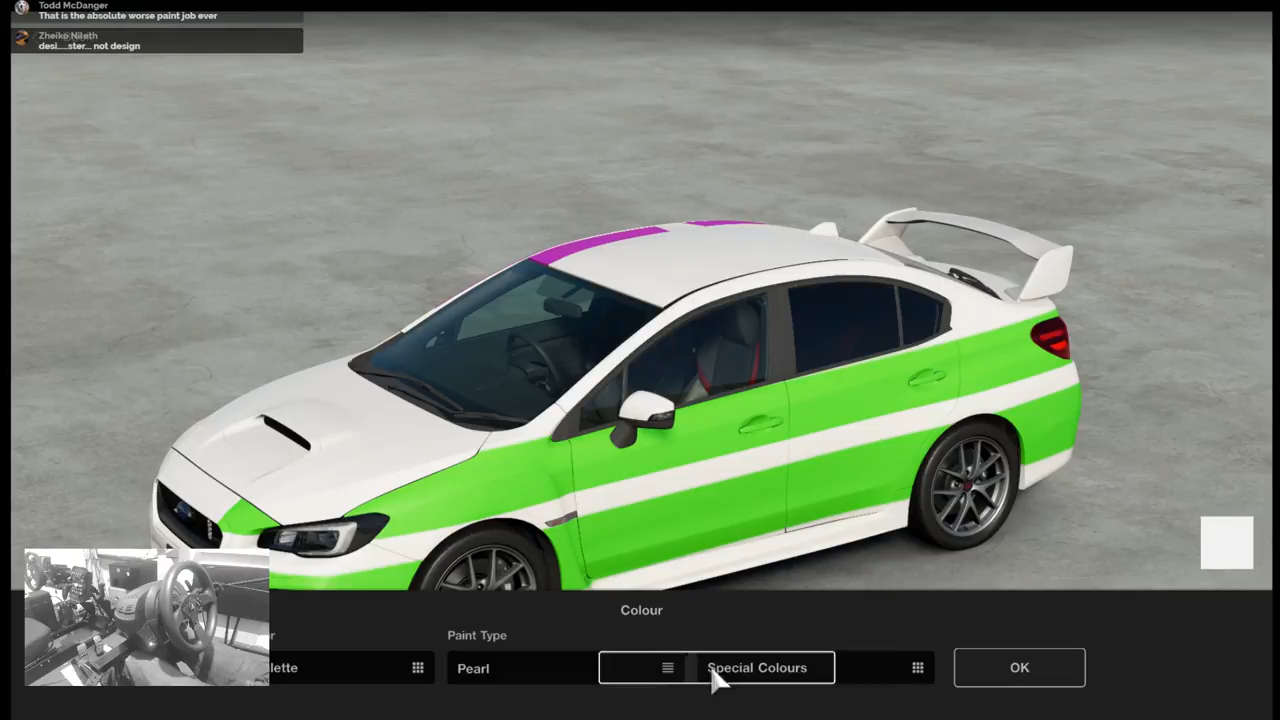 Todd McDanger
That is the absolute worse paint job ever
Zheiko Niloth
desi.....ster... not design
Colour
Paint Type
lette
Pearl
Special Colours
OK